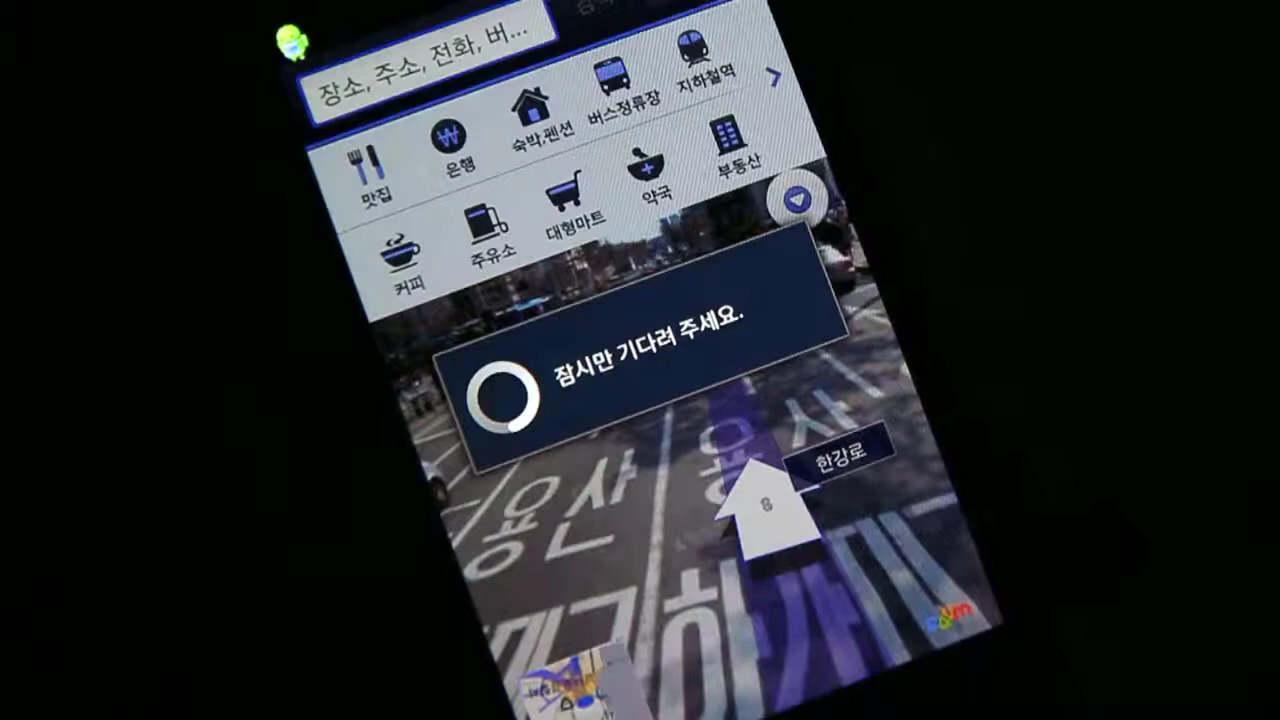 장소, 주소, 전화, 버...
맛집
은행
숙박,펜션
버스정류장
지하철역
커피
주유소
대형마트
약국
부동산
잠시만 기다려 주세요.
용산
용사
한강로
8